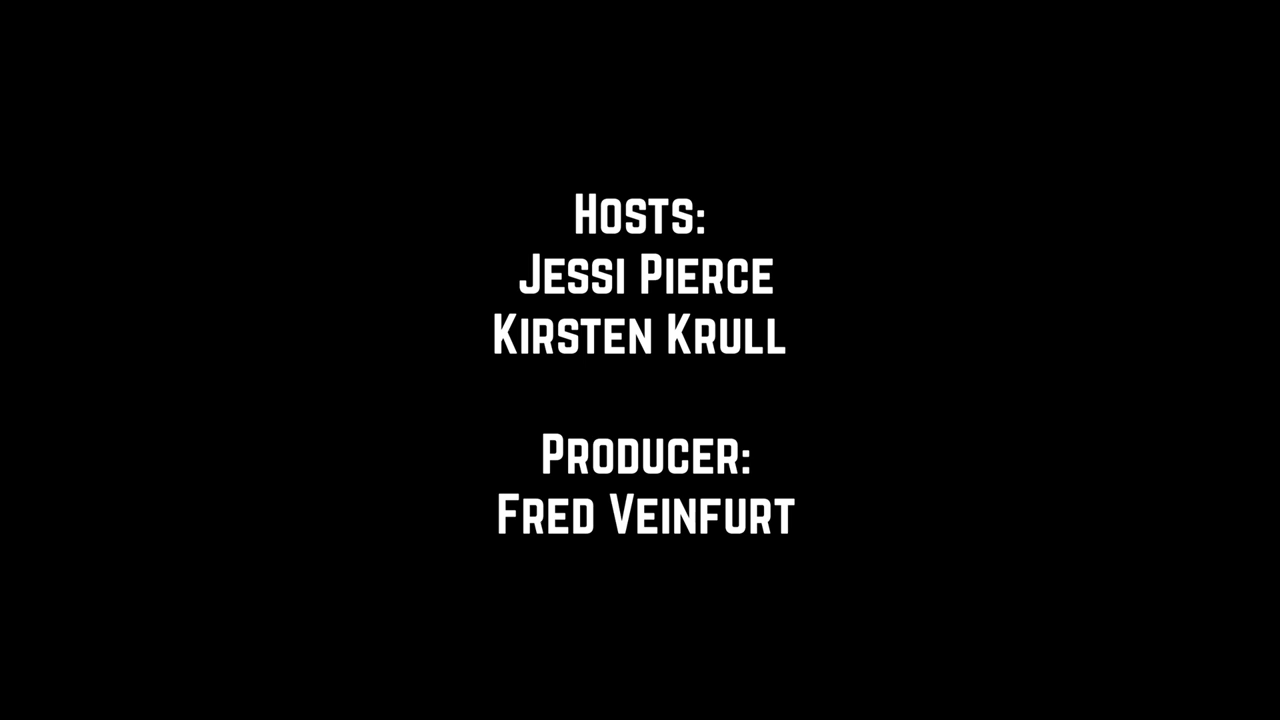 Hosts:
Jessi Pierce
Kirsten Krull
Producer:
Fred Veinfurt